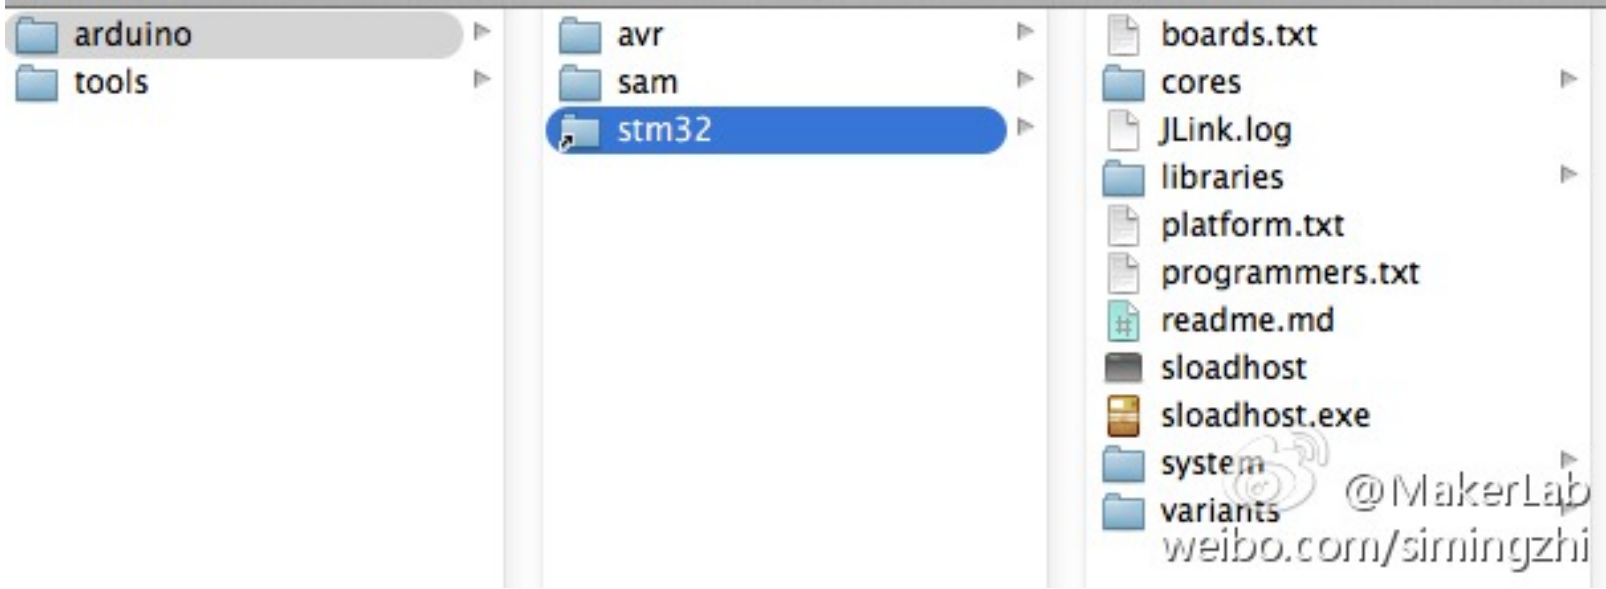 arduino
tools
avr
sam
stm32
boards.txt
cores
JLink.log
libraries
platform.txt
programmers.txt
readme.md
sloadhost
sloadhost.exe
system
variants
@MakerLab
weibo.com/simingzhi